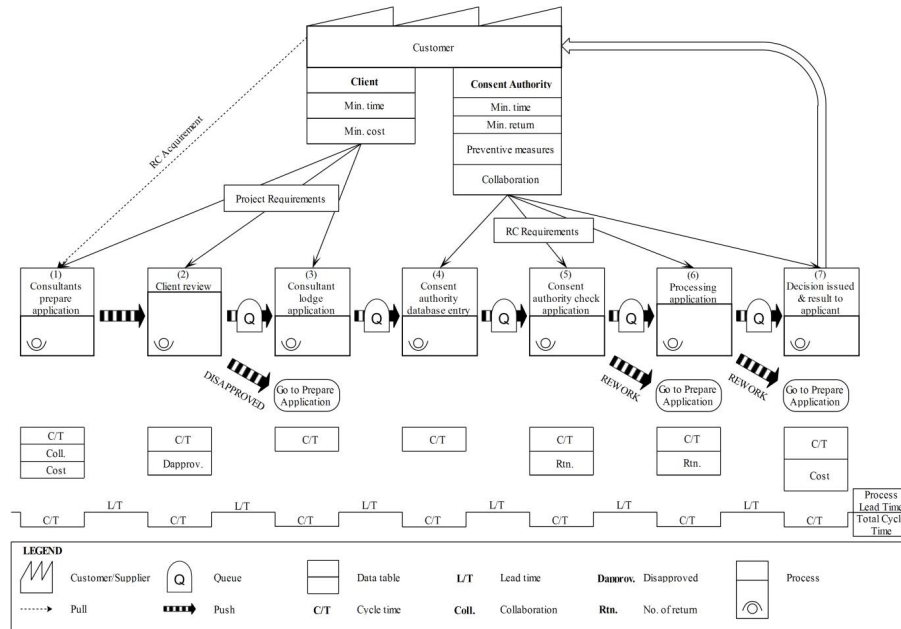 Customer
Client
Min. time
Min. cost
Consent Authority
Min. time
Min. return
Preventive measures
Collaboration
RC Acquirement
Project Requirements
RC Requirements
(1)
Consultants
prepare
application
(2)
Client review
(3)
Consultant
lodge
application
(4)
Consent
authority
database entry
(5)
Consent
authority check
application
(6)
Processing
application
(7)
Decision issued
& result to
applicant
Q
Q
Q
Q
Q
DISAPPROVED
Go to Prepare
Application
REWORK
Go to Prepare
Application
REWORK
Go to Prepare
Application
C/T
Coll.
Cost
C/T
Dapprov.
C/T
C/T
C/T
Rtn.
C/T
Rtn.
C/T
Cost
L/T
L/T
L/T
L/T
L/T
L/T
C/T
C/T
C/T
C/T
C/T
C/T
C/T
Process
Lead Time
Total Cycle
Time
LEGEND
Customer/Supplier
Q
Queue
Data table
L/T
Lead time
Dapprov.
Disapproved
Process
Pull
Push
C/T
Cycle time
Coll.
Collaboration
Rtn.
No. of return